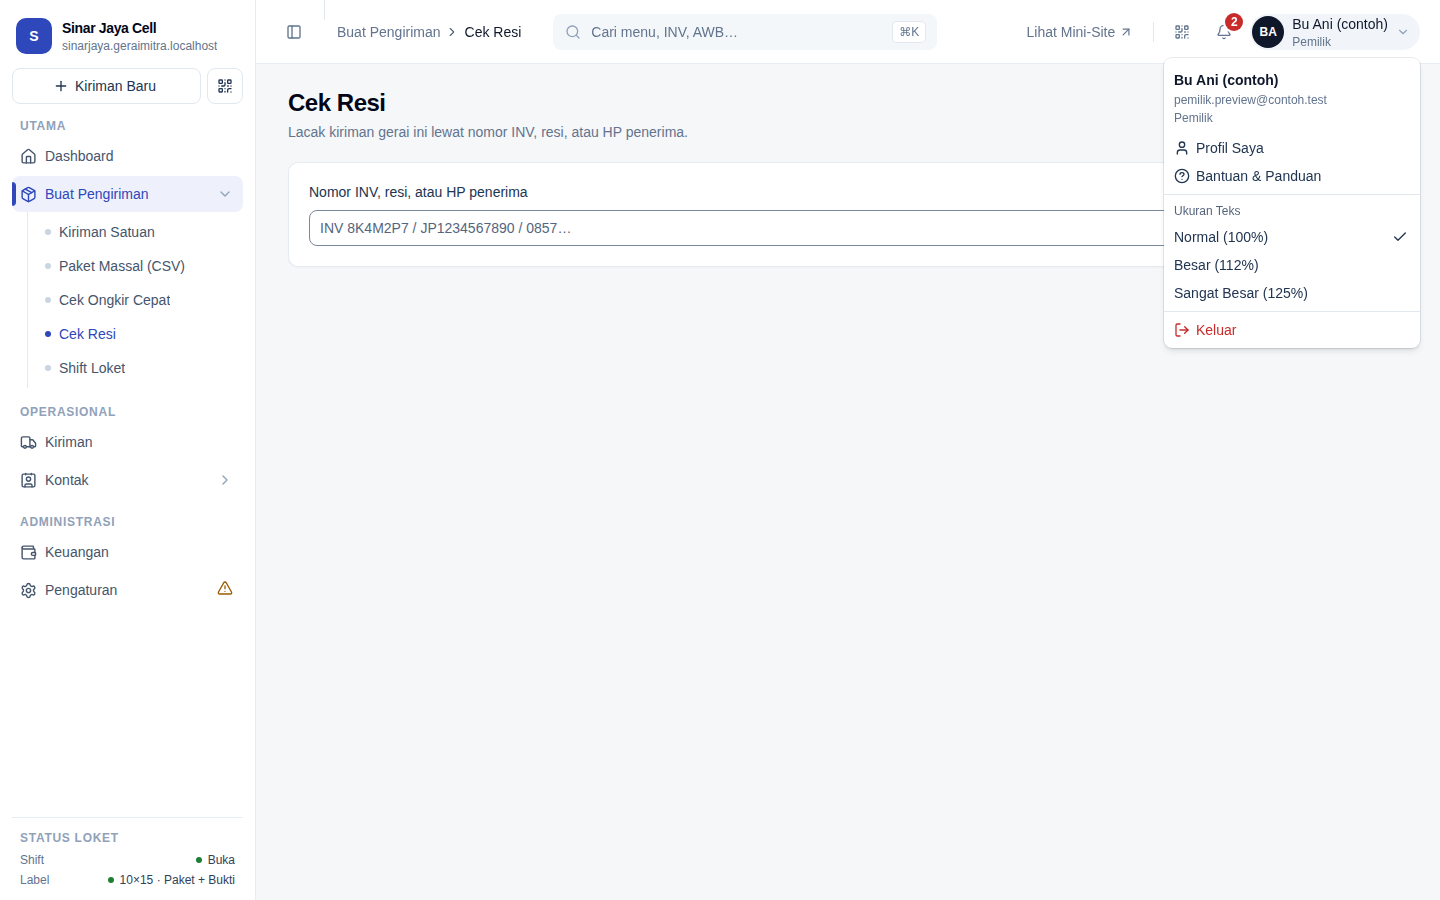 S
Sinar Jaya Cell
sinarjaya.geraimitra.localhost
Kiriman Baru
UTAMA
Dashboard
Buat Pengiriman
Kiriman Satuan
Paket Massal (CSV)
Cek Ongkir Cepat
Cek Resi
Shift Loket
OPERASIONAL
Kiriman
Kontak
ADMINISTRASI
Keuangan
Pengaturan
STATUS LOKET
Shift Buka
Label 10×15 · Paket + Bukti
Buat Pengiriman > Cek Resi
Cari menu, INV, AWB…
⌘K
Lihat Mini-Site
2
BA
Bu Ani (contoh)
Pemilik
Cek Resi
Lacak kiriman gerai ini lewat nomor INV, resi, atau HP penerima.
Nomor INV, resi, atau HP penerima
INV 8K4M2P7 / JP1234567890 / 0857…
Bu Ani (contoh)
pemilik.preview@contoh.test
Pemilik
Profil Saya
Bantuan & Panduan
Ukuran Teks
Normal (100%)
Besar (112%)
Sangat Besar (125%)
Keluar